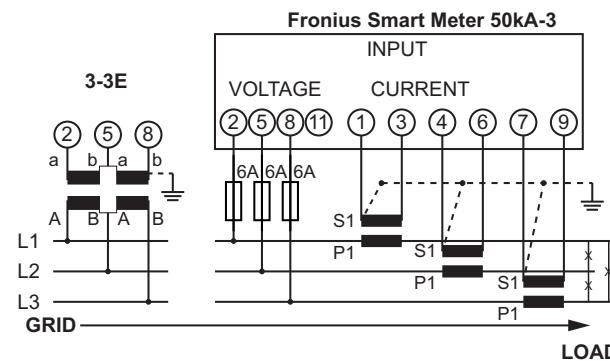 Fronius Smart Meter 50kA-3
INPUT
3-3E
VOLTAGE CURRENT
2 5 8 2 5 8 11 1 3 4 6 7 9
a b a b 6A 6A 6A
A B A B S1
L1 P1 S1 x
L2 P1 S1 x x
L3 P1
GRID
LOAD